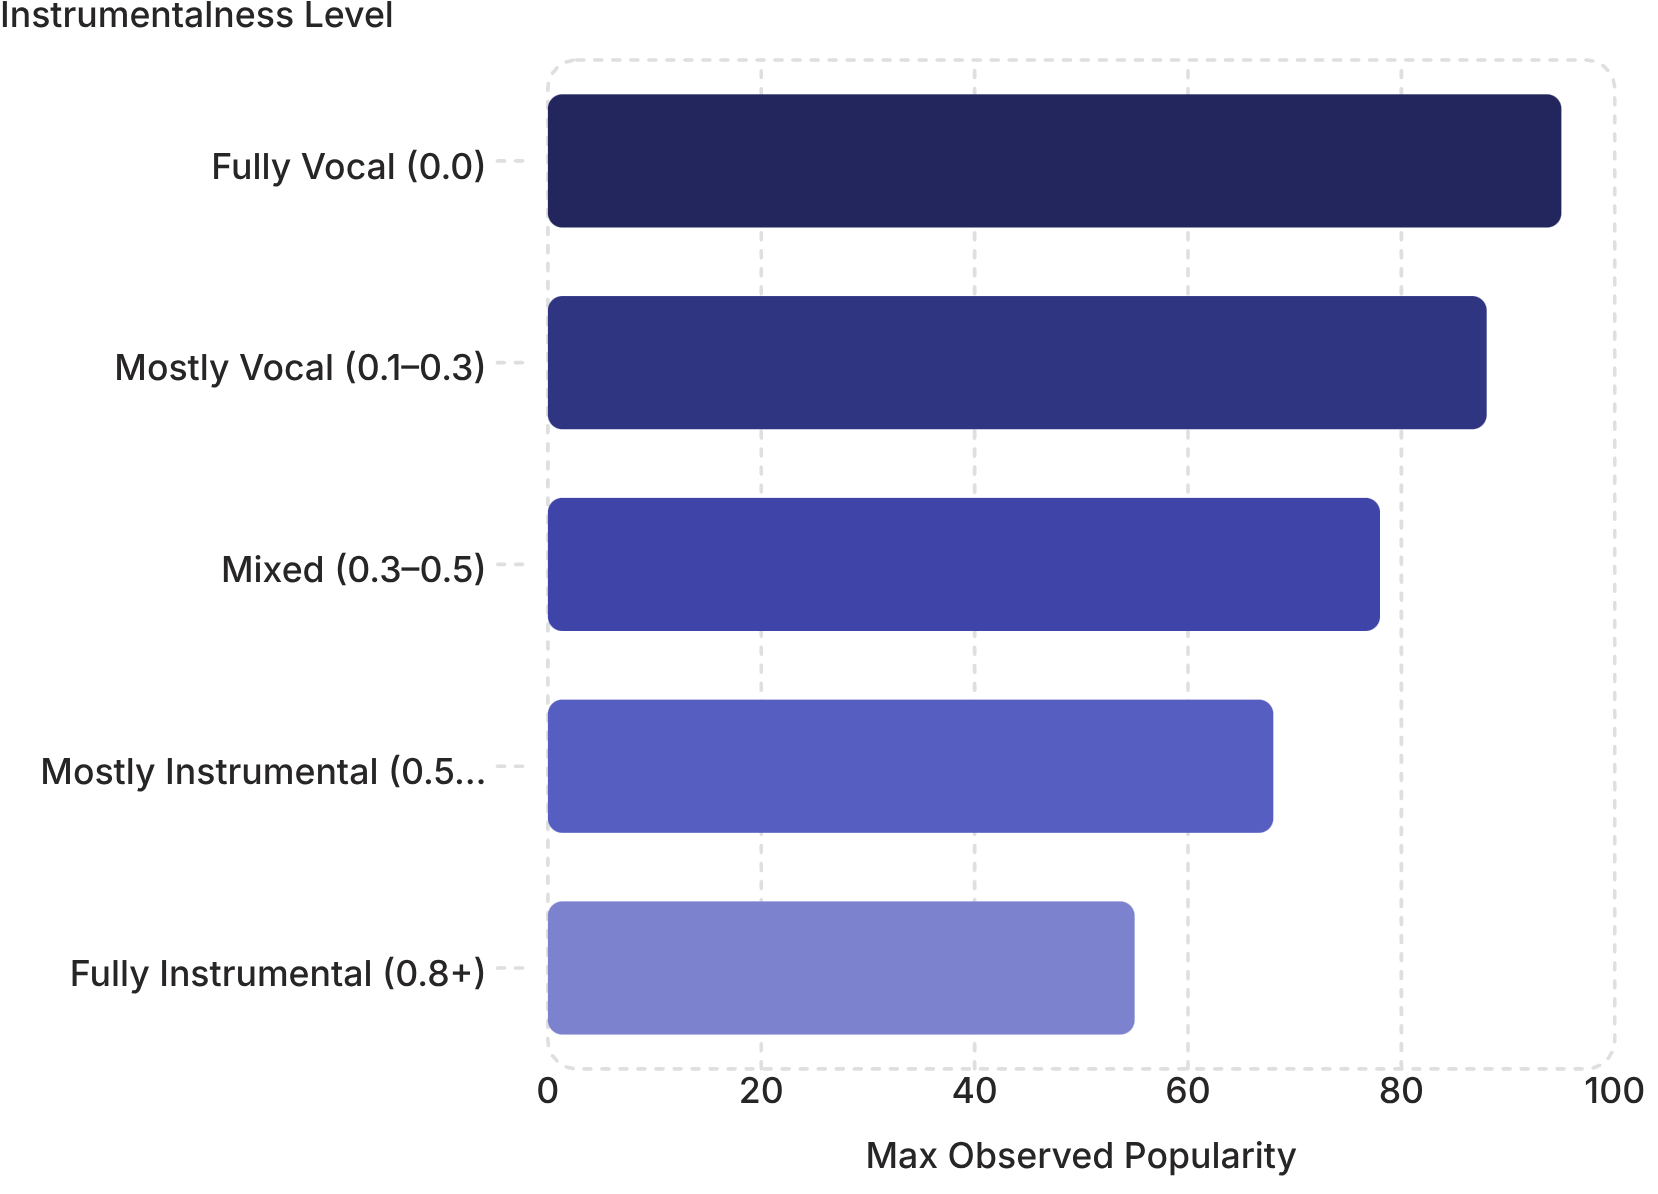 Instrumentalness Level
Fully Vocal (0.0)
Mostly Vocal (0.1–0.3)
Mixed (0.3–0.5)
Mostly Instrumental (0.5...
Fully Instrumental (0.8+)
0 20 40 60 80 100
Max Observed Popularity